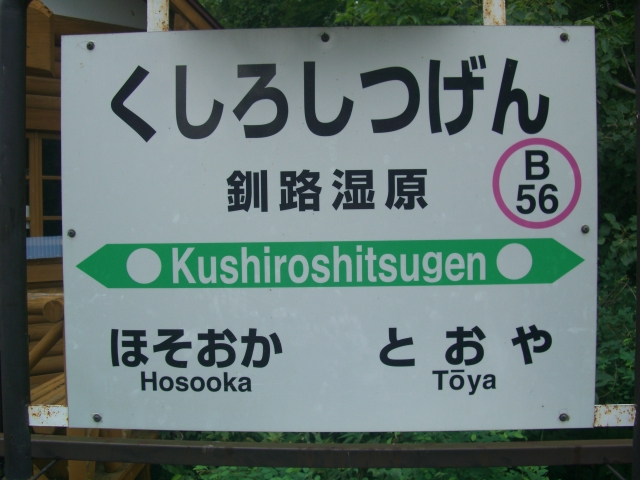 くしろしつげん
釧路湿原
B
56
Kushiroshitsugen
ほそおか とおや
Hosooka Tōya